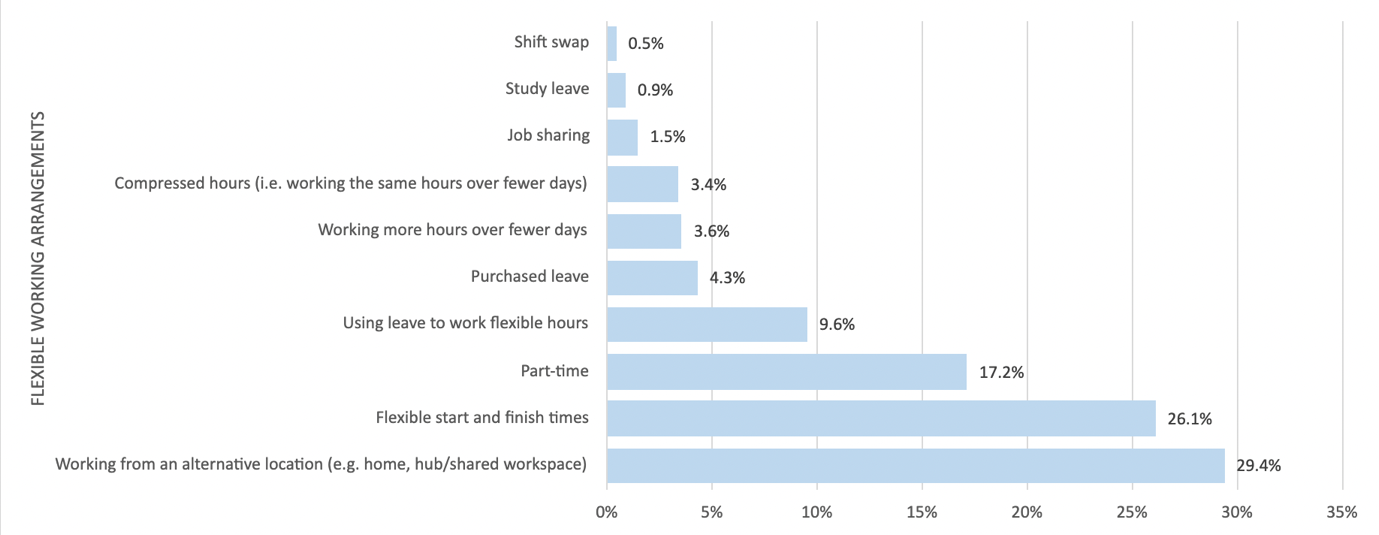 FLEXIBLE WORKING ARRANGEMENTS
Shift swap 0.5%
Study leave 0.9%
Job sharing 1.5%
Compressed hours (i.e. working the same hours over fewer days) 3.4%
Working more hours over fewer days 3.6%
Purchased leave 4.3%
Using leave to work flexible hours 9.6%
Part-time 17.2%
Flexible start and finish times 26.1%
Working from an alternative location (e.g. home, hub/shared workspace) 29.4%
0% 5% 10% 15% 20% 25% 30% 35%